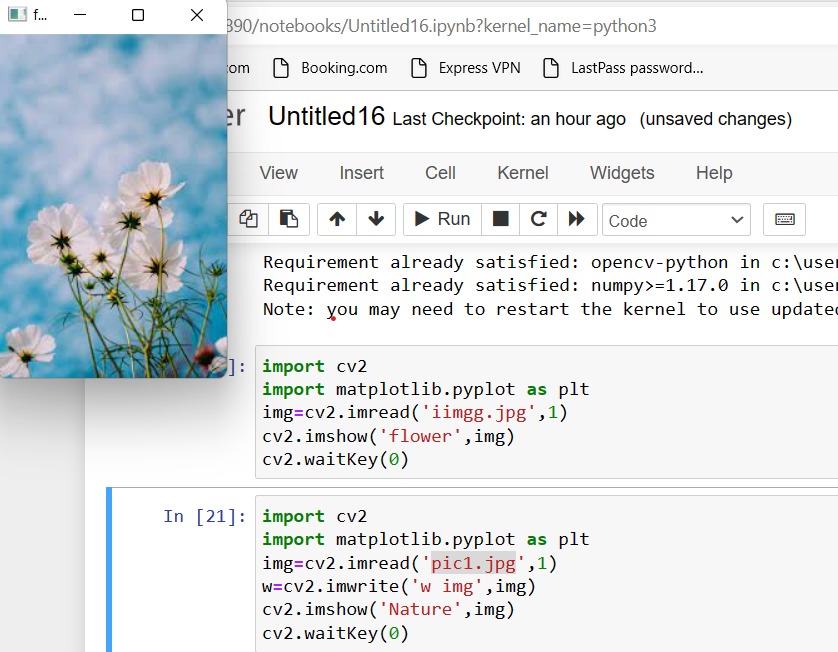 f...
890/notebooks/Untitled16.ipynb?kernel_name=python3
om Booking.com Express VPN LastPass password...
er Untitled16 Last Checkpoint: an hour ago (unsaved changes)
View Insert Cell Kernel Widgets Help
Run Code
Requirement already satisfied: opencv-python in c:\user
Requirement already satisfied: numpy>=1.17.0 in c:\user
Note: you may need to restart the kernel to use update
]:
import cv2
import matplotlib.pyplot as plt
img=cv2.imread('iimgg.jpg',1)
cv2.imshow('flower',img)
cv2.waitKey(0)
In [21]:
import cv2
import matplotlib.pyplot as plt
img=cv2.imread('pic1.jpg',1)
w=cv2.imwrite('w img',img)
cv2.imshow('Nature',img)
cv2.waitKey(0)